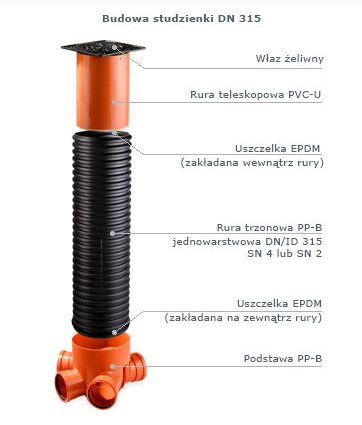 Budowa studzienki DN 315
Właz żeliwny
Rura teleskopowa PVC-U
Uszczelka EPDM
(zakładana wewnątrz rury)
Rura trzonowa PP-B
jednowarstwowa DN/ID 315
SN 4 lub SN 2
Uszczelka EPDM
(zakładana na zewnątrz rury)
Podstawa PP-B